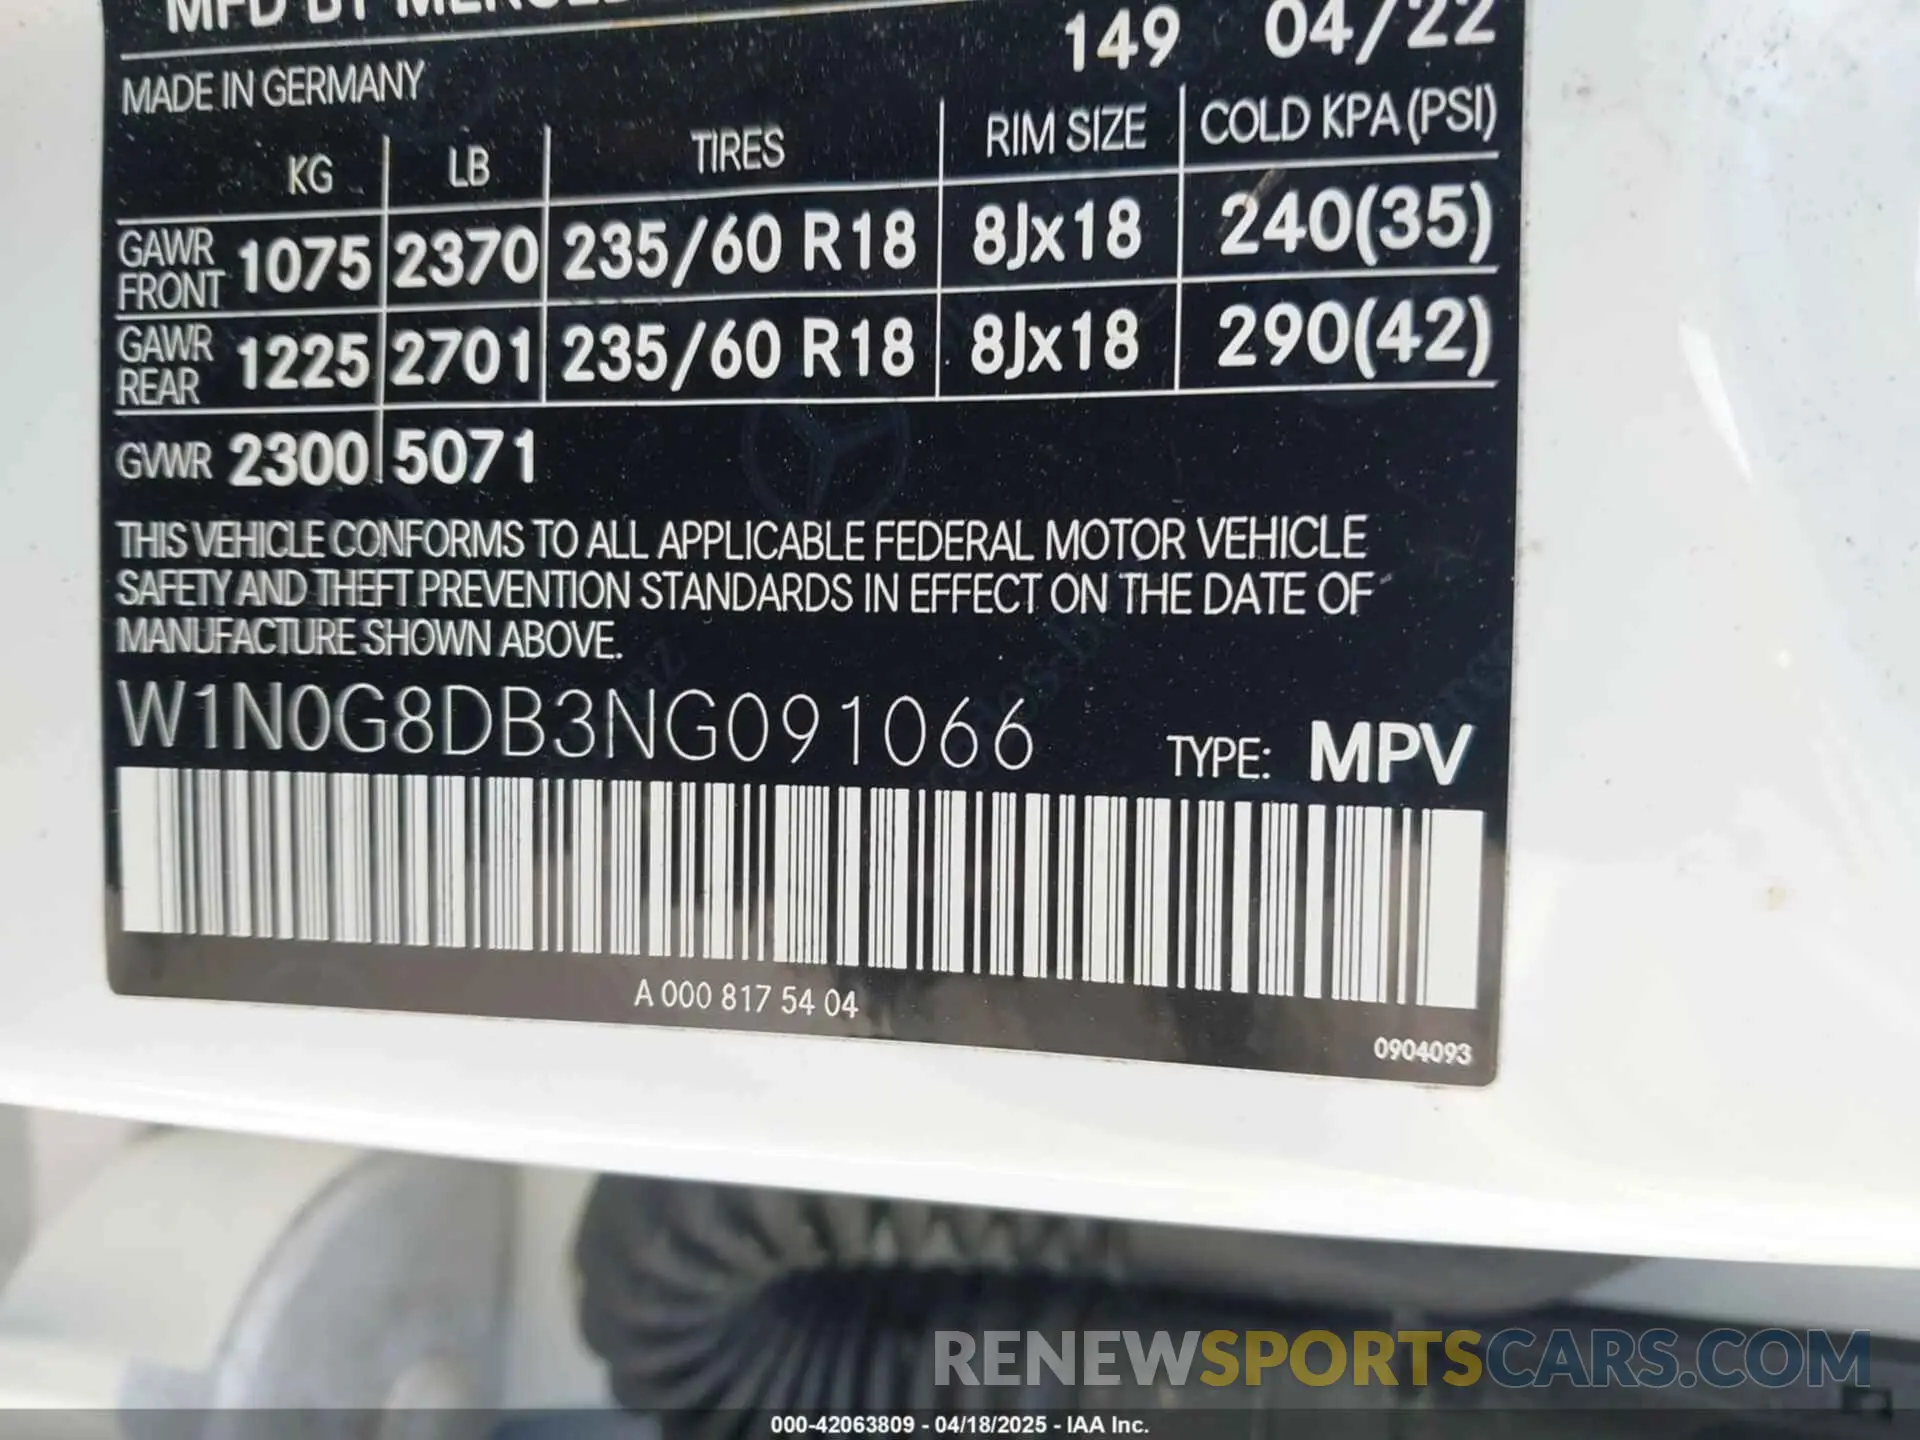 MFD BY
149 04/22
MADE IN GERMANY
KG LB TIRES RIM SIZE COLD KPA (PSI)
GAWR FRONT 1075 2370 235/60 R18 8Jx18 240(35)
GAWR REAR 1225 2701 235/60 R18 8Jx18 290(42)
GVWR 2300 5071
THIS VEHICLE CONFORMS TO ALL APPLICABLE FEDERAL MOTOR VEHICLE
SAFETY AND THEFT PREVENTION STANDARDS IN EFFECT ON THE DATE OF
MANUFACTURE SHOWN ABOVE.
W1N0G8DB3NG091066 TYPE: MPV
A 000 817 54 04
0904093
RENEWSPORTSCARS.COM
000-42063809 - 04/18/2025 - IAA Inc.